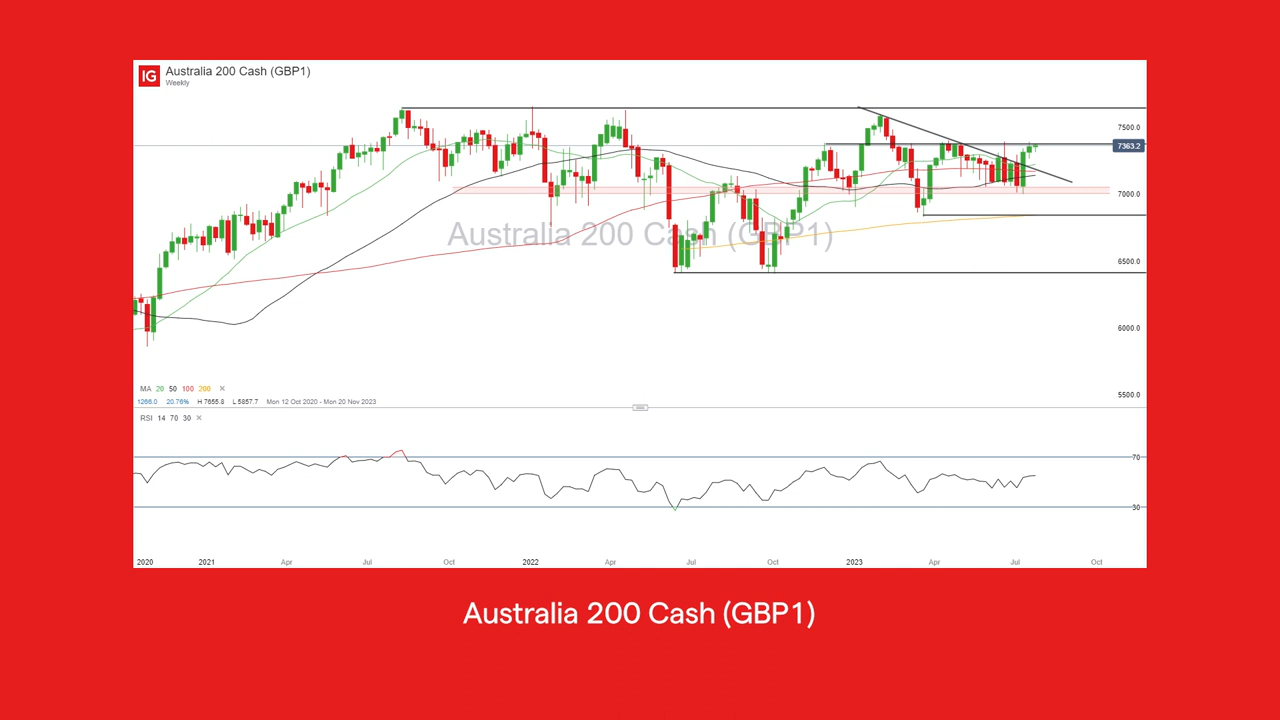 IG
Australia 200 Cash (GBP1)
Weekly
7500.0
7363.2
7000.0
Australia 200 Cash (GBP1)
6500.0
6000.0
5500.0
MA 20 50 100 200 ×
1266.0 20.76% H 7655.8 L 5857.7 Mon 12 Oct 2020 - Mon 20 Nov 2023
RSI 14 70 30 ×
70
30
2020 2021 Apr Jul Oct 2022 Apr Jul Oct 2023 Apr Jul Oct
Australia 200 Cash (GBP1)